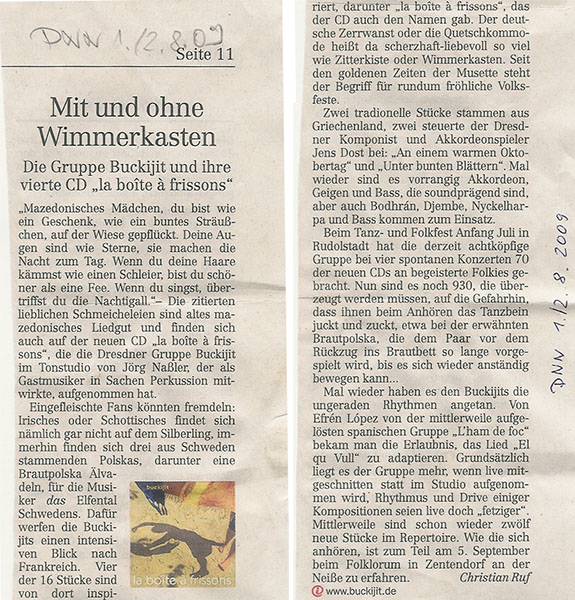 DNN 1./2.8.09
Seite 11
Mit und ohne
Wimmerkasten
Die Gruppe Buckijit und ihre
vierte CD „la boîte à frissons“
„Mazedonisches Mädchen, du bist wie
ein Geschenk, wie ein buntes Sträuß-
chen, auf der Wiese gepflückt. Deine Au-
gen sind wie Sterne, sie machen die
Nacht zum Tag. Wenn du deine Haare
kämmst wie einen Schleier, bist du schö-
ner als eine Fee. Wenn du singst, über-
triffst du die Nachtigall.“– Die zitierten
lieblichen Schmeicheleien sind altes ma-
zedonisches Liedgut und finden sich
auch auf der neuen CD „la boîte à fris-
sons“, die die Dresdner Gruppe Buckijit
im Tonstudio von Jörg Naßler, der als
Gastmusiker in Sachen Perkussion mit-
wirkte, aufgenommen hat.
Eingefleischte Fans könnten fremdeln:
Irisches oder Schottisches findet sich
nämlich gar nicht auf dem Silberling, im-
merhin finden sich drei aus Schweden
stammenden Polskas, darunter eine
Brautpolska Älva-
deln, für die Musi-
ker das Elfental
Schwedens. Dafür
werfen die Bucki-
jits einen intensi-
ven Blick nach
Frankreich. Vier
der 16 Stücke sind
von dort inspi-
buckijit
la boîte à frissons
riert, darunter „la boîte à frissons“, das
der CD auch den Namen gab. Der deut-
sche Zerrwanst oder die Quetschkommo-
de heißt da scherzhaft-liebevoll so viel
wie Zitterkiste oder Wimmerkasten. Seit
den goldenen Zeiten der Musette steht
der Begriff für rundum fröhliche Volks-
feste.
Zwei tradionelle Stücke stammen aus
Griechenland, zwei steuerte der Dresd-
ner Komponist und Akkordeonspieler
Jens Dost bei: „An einem warmen Okto-
bertag“ und „Unter bunten Blättern“. Mal
wieder sind es vorrangig Akkordeon,
Geigen und Bass, die soundprägend sind,
aber auch Bodhrán, Djembe, Nyckelhar-
pa und Bass kommen zum Einsatz.
Beim Tanz- und Folkfest Anfang Juli in
Rudolstadt hat die derzeit achtköpfige
Gruppe bei vier spontanen Konzerten 70
der neuen CDs an begeisterte Folkies ge-
bracht. Nun sind es noch 930, die über-
zeugt werden müssen, auf die Gefahrhin,
dass ihnen beim Anhören das Tanzbein
juckt und zuckt, etwa bei der erwähnten
Brautpolska, die dem Paar vor dem
Rückzug ins Brautbett so lange vorge-
spielt wird, bis es sich wieder anständig
bewegen kann...
Mal wieder haben es den Buckijits die
ungeraden Rhythmen angetan. Von
Efrén López von der mittlerweile aufge-
lösten spanischen Gruppe „L'ham de foc“
bekam man die Erlaubnis, das Lied „El
qu Vull“ zu adaptieren. Grundsätzlich
liegt es der Gruppe mehr, wenn live mit-
geschnitten statt im Studio aufgenom-
men wird, Rhythmus und Drive einiger
Kompositionen seien live doch „fetziger“.
Mittlerweile sind schon wieder zwölf
neue Stücke im Repertoire. Wie die sich
anhören, ist zum Teil am 5. September
beim Folklorum in Zentendorf an der
Neiße zu erfahren. Christian Ruf
www.buckijit.de
DNN 1./2.8.2009